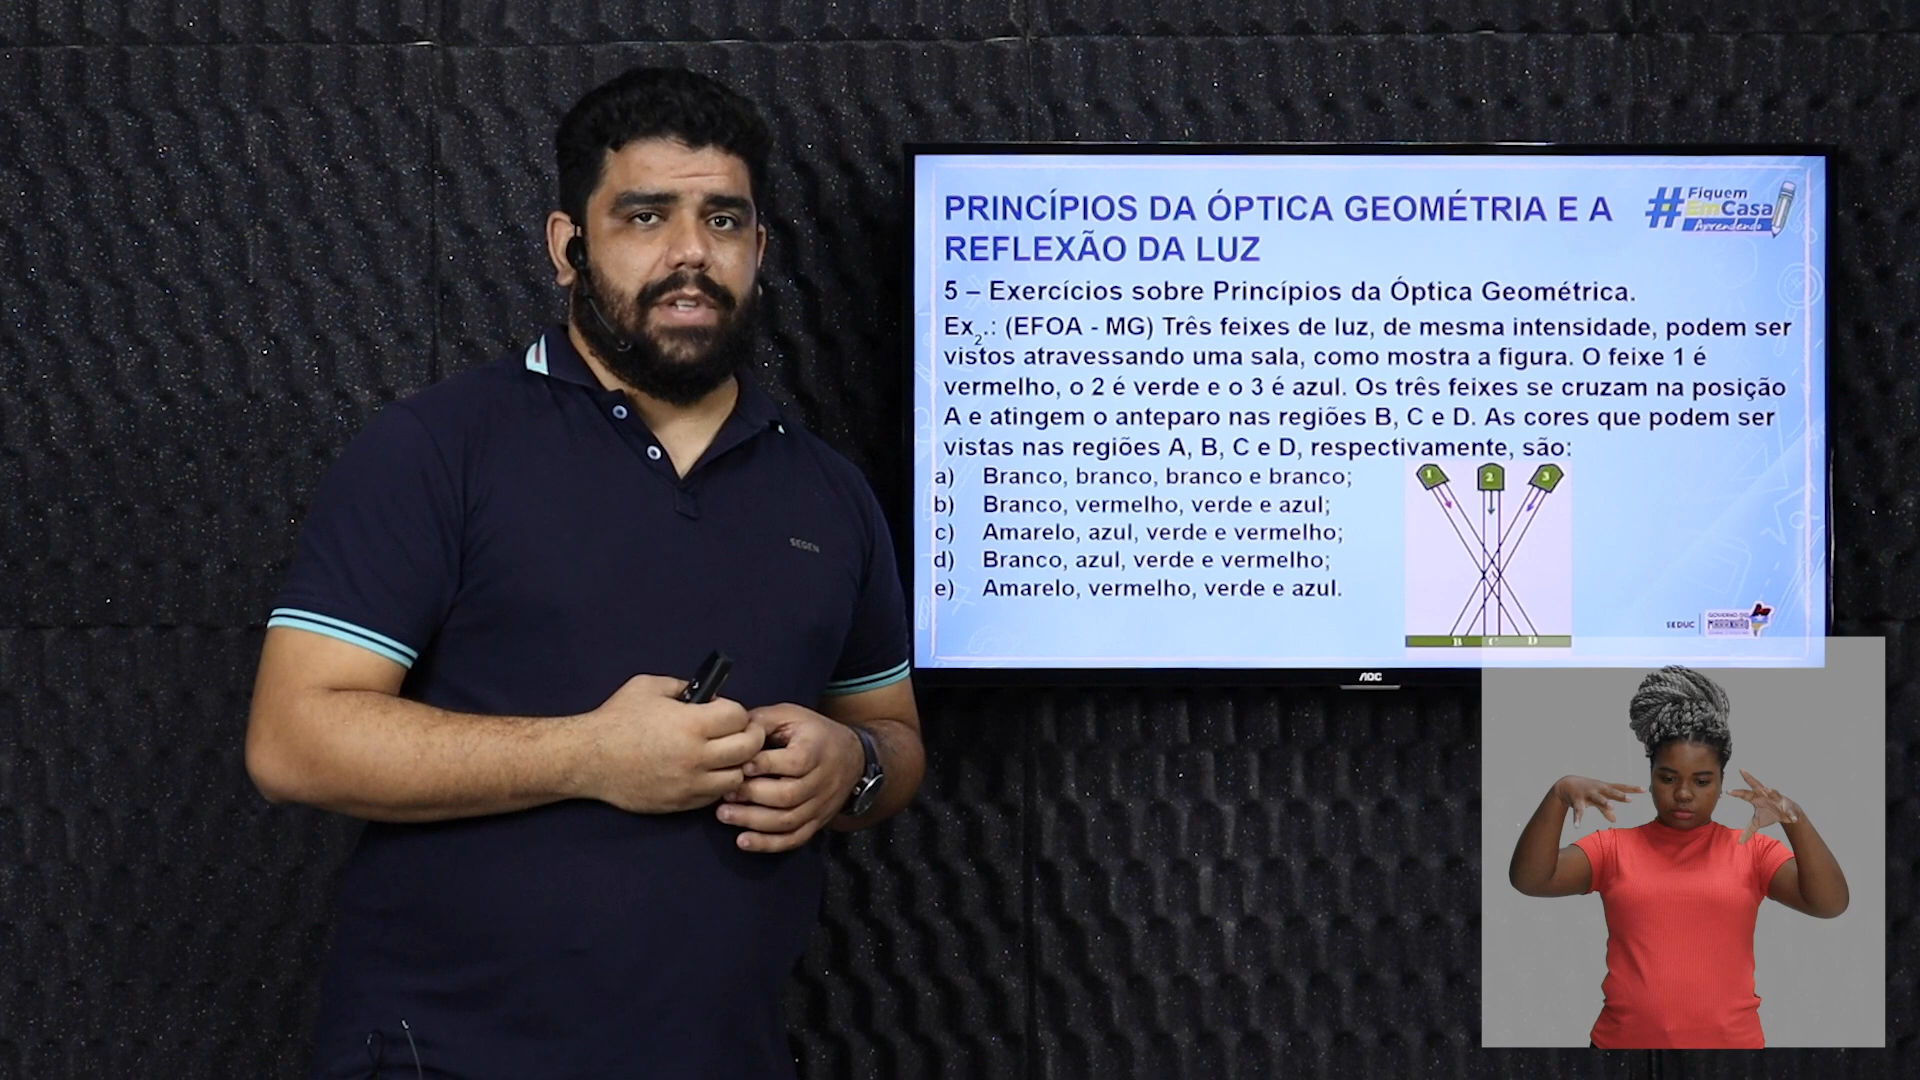 PRINCÍPIOS DA ÓPTICA GEOMÉTRIA E A
REFLEXÃO DA LUZ
# Fiquem
EmCasa
Aprendendo
5 – Exercícios sobre Princípios da Óptica Geométrica.
Ex2.: (EFOA - MG) Três feixes de luz, de mesma intensidade, podem ser
vistos atravessando uma sala, como mostra a figura. O feixe 1 é
vermelho, o 2 é verde e o 3 é azul. Os três feixes se cruzam na posição
A e atingem o anteparo nas regiões B, C e D. As cores que podem ser
vistas nas regiões A, B, C e D, respectivamente, são:
a) Branco, branco, branco e branco;
b) Branco, vermelho, verde e azul;
c) Amarelo, azul, verde e vermelho;
d) Branco, azul, verde e vermelho;
e) Amarelo, vermelho, verde e azul.
1 2 3
B C D
SEDUC
GOVERNO DO
MARANHÃO
AOC
SEGEN